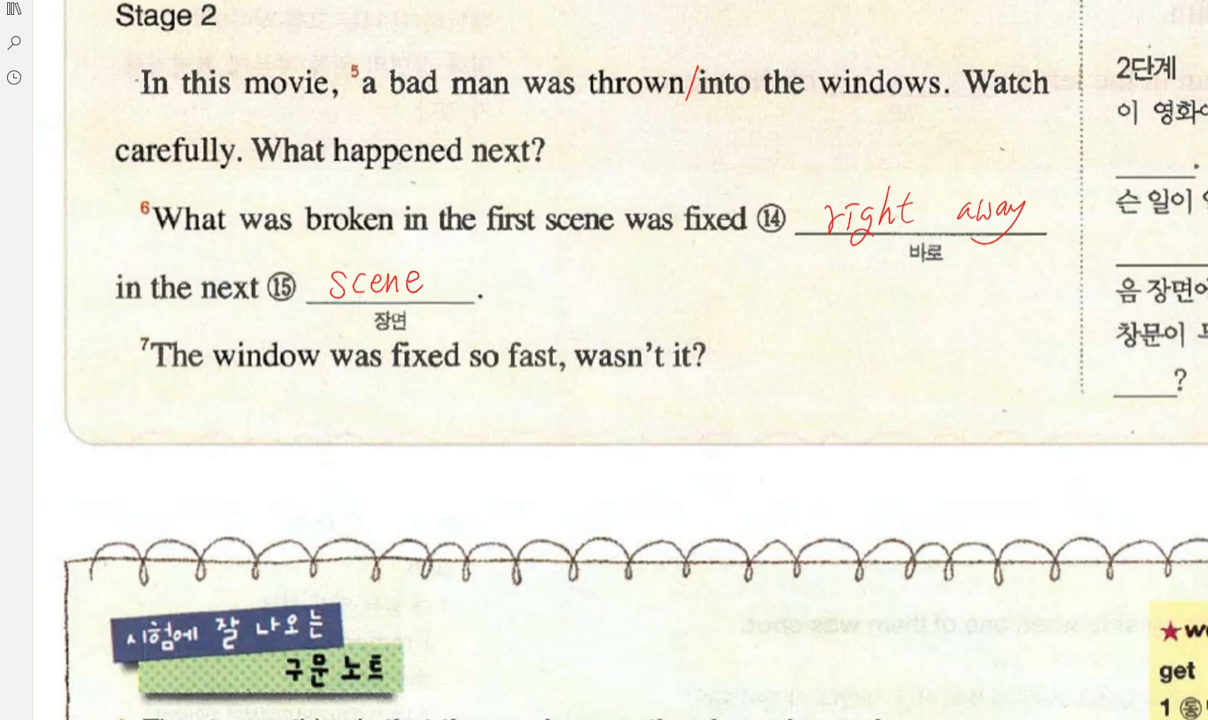 Stage 2
In this movie, ⁵a bad man was thrown/into the windows. Watch
carefully. What happened next?
⁶What was broken in the first scene was fixed ⑭ right away
바로
in the next ⑮ scene.
장면
⁷The window was fixed so fast, wasn't it?
2단계
이 영화
.
슨 일이
음 장면에
창문이
?
시험에 잘 나오는
구문 노트
★
get
1 동